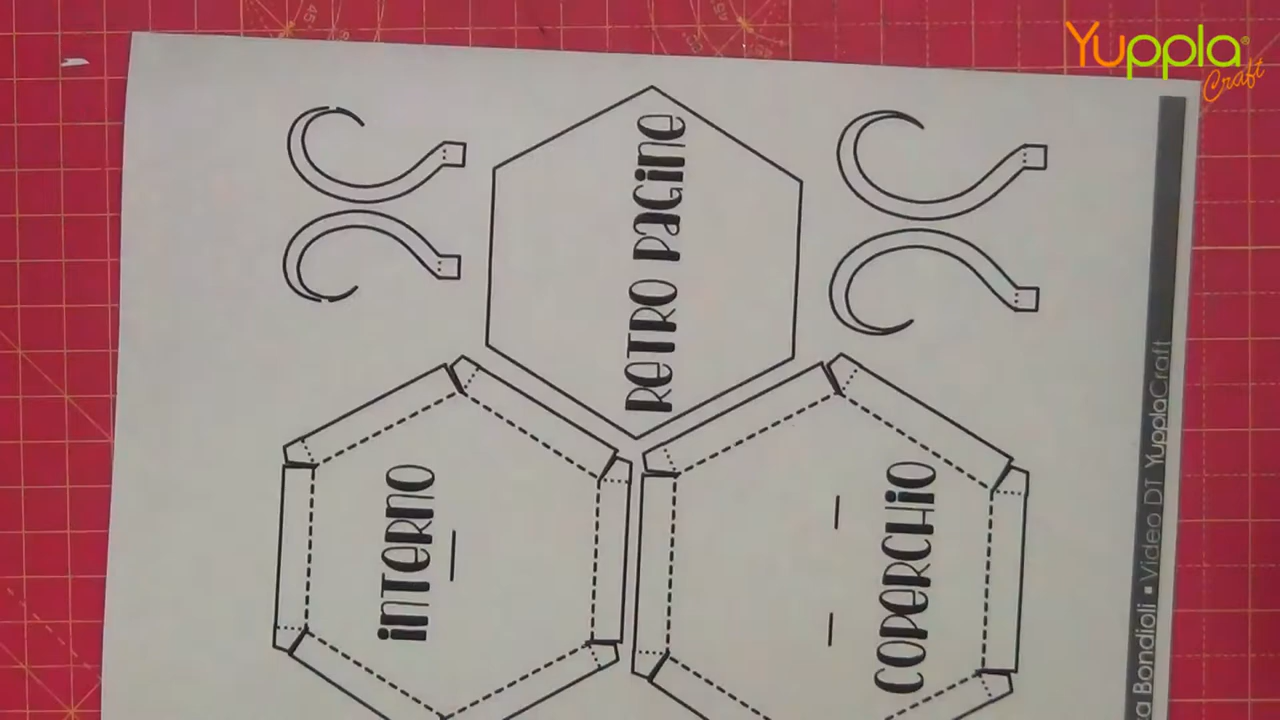 Yuppla®
Craft
RETRO PAGINE
INTERNO
COPERCHIO
a Bondioli ▪ Video DT YupplaCraft